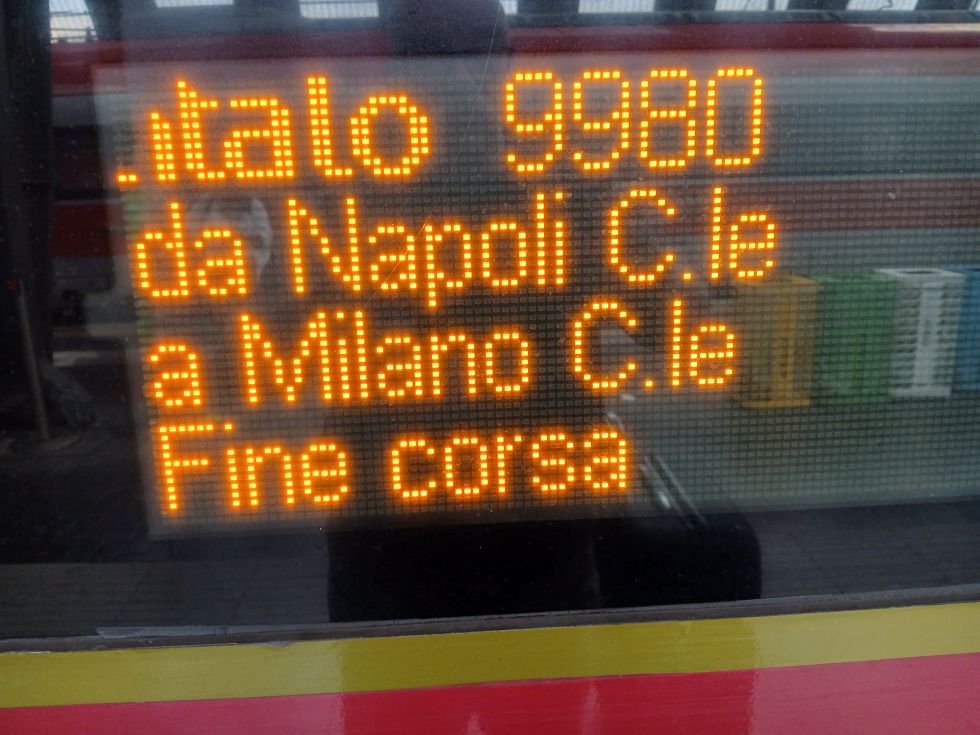 .italo 9980
da Napoli C.le
a Milano C.le
Fine corsa